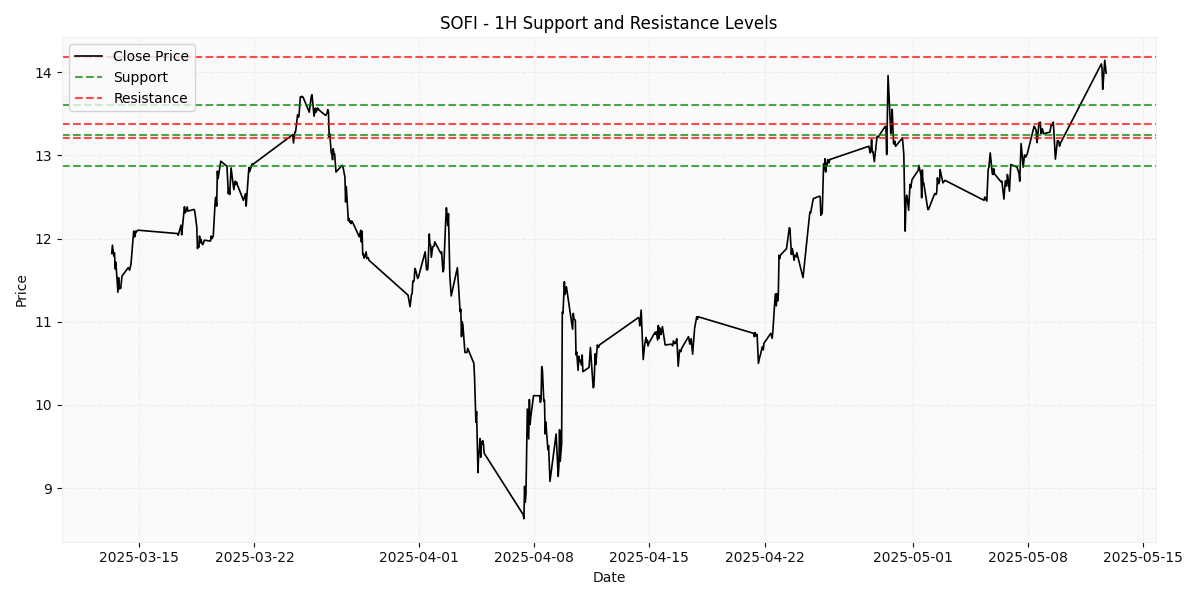 SOFI - 1H Support and Resistance Levels
Close Price
Support
Resistance
Price
14
13
12
11
10
9
2025-03-15 2025-03-22 2025-04-01 2025-04-08 2025-04-15 2025-04-22 2025-05-01 2025-05-08 2025-05-15
Date